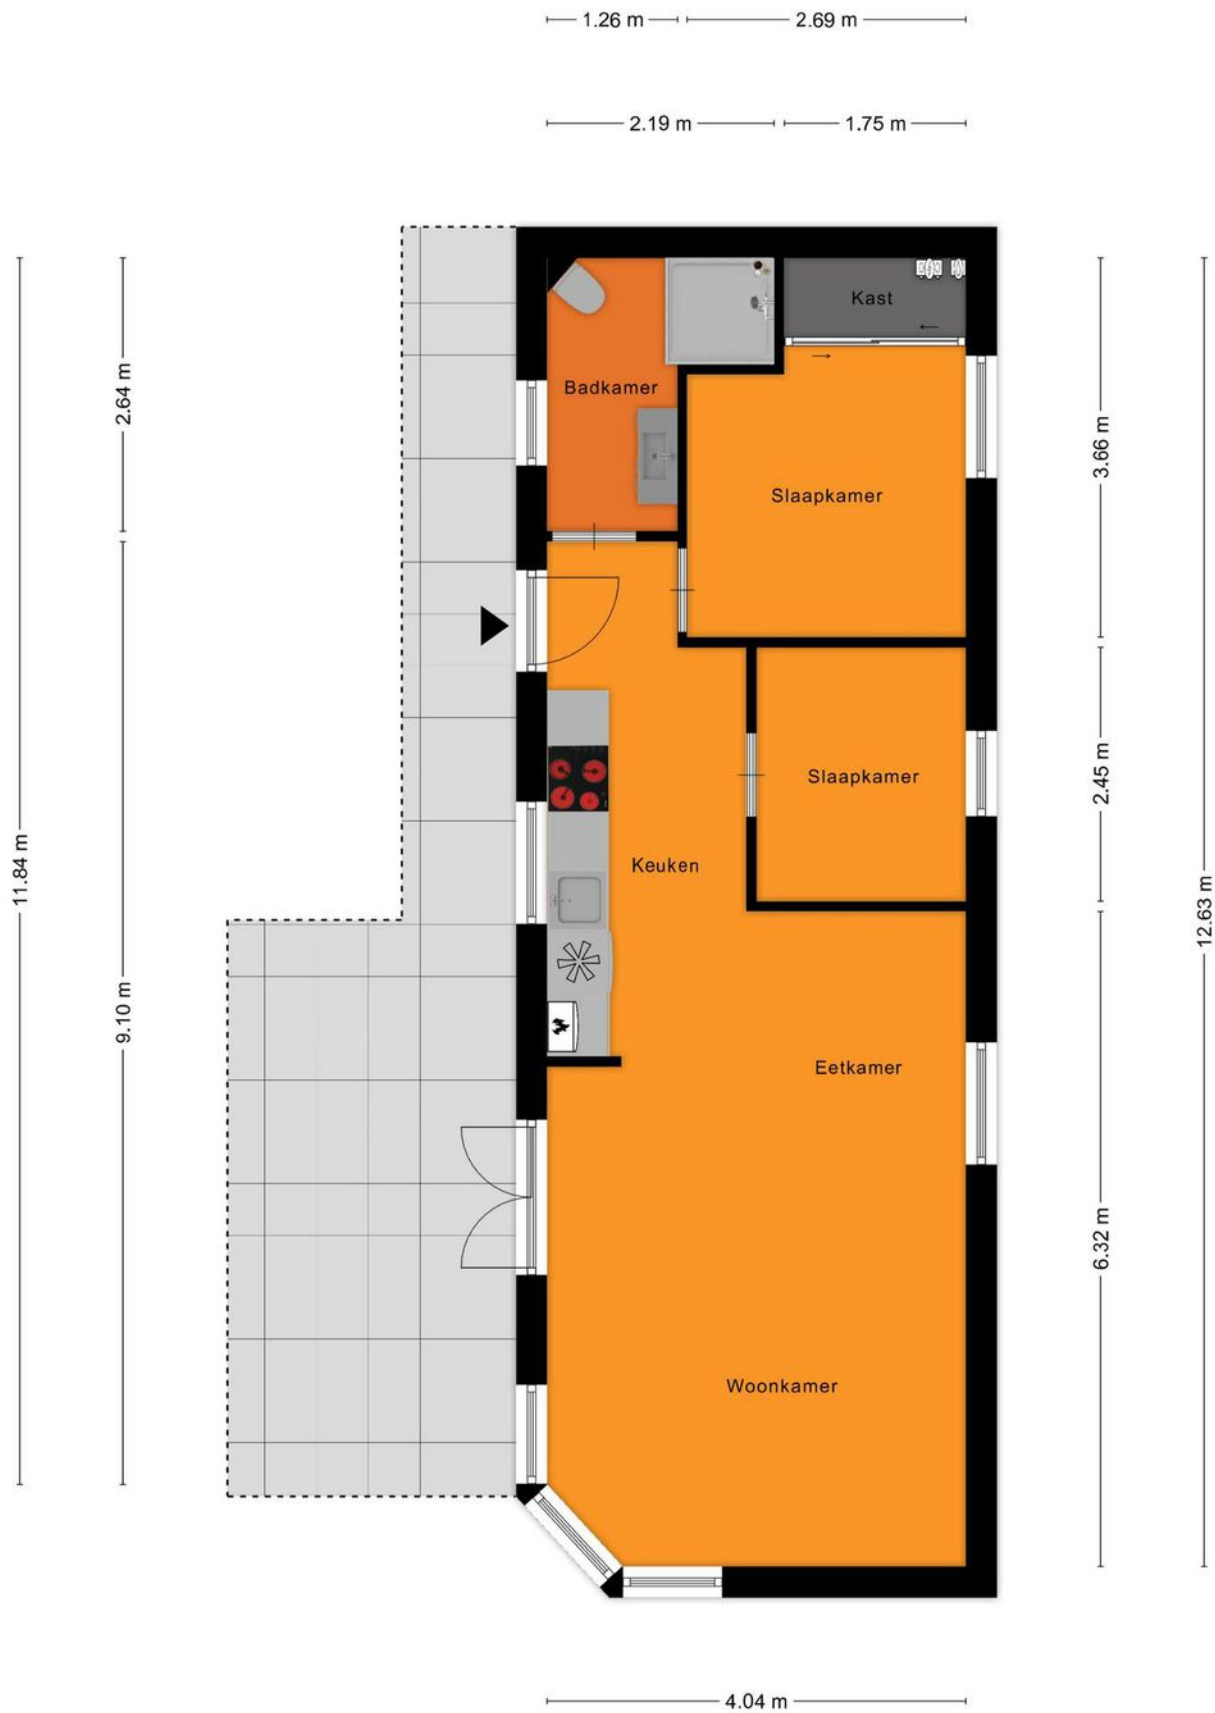 1.26 m
2.69 m
2.19 m
1.75 m
Kast
Badkamer
2.64 m
3.66 m
Slaapkamer
Slaapkamer
2.45 m
Keuken
11.84 m
12.63 m
9.10 m
Eetkamer
6.32 m
Woonkamer
4.04 m